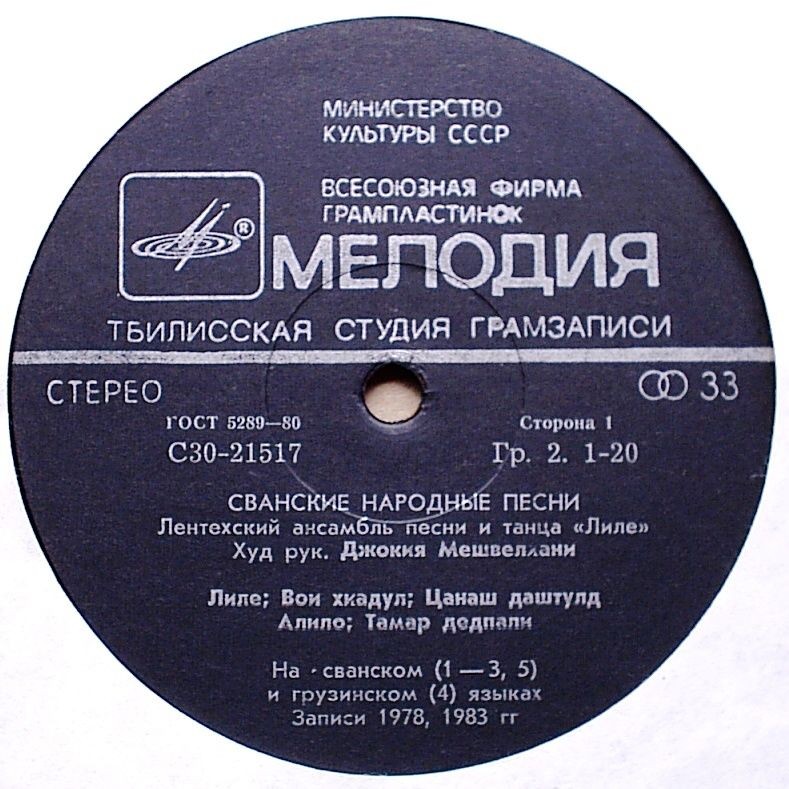 МИНИСТЕРСТВО
КУЛЬТУРЫ СССР
ВСЕСОЮЗНАЯ ФИРМА
ГРАМПЛАСТИНОК
®
МЕЛОДИЯ
ТБИЛИССКАЯ СТУДИЯ ГРАМЗАПИСИ
СТЕРЕО
33
ГОСТ 5289—80
Сторона 1
С30-21517
Гр. 2. 1-20
СВАНСКИЕ НАРОДНЫЕ ПЕСНИ
Лентехский ансамбль песни и танца «Лиле»
Худ рук. Джокия Мешвелиани
Лиле; Вои хкадул; Цанаш даштулд
Алило; Тамар дедпали
На сванском (1—3, 5)
и грузинском (4) языках
Записи 1978, 1983 гг